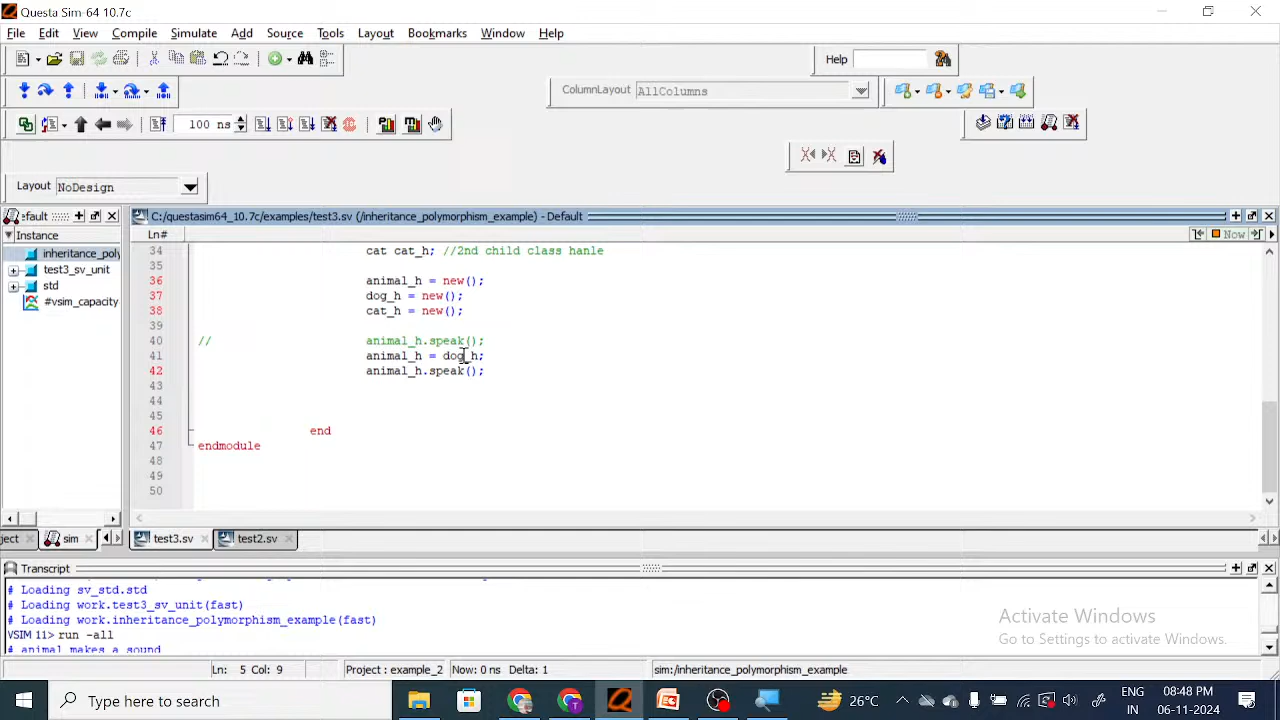 Questa Sim-64 10.7c
File Edit View Compile Simulate Add Source Tools Layout Bookmarks Window Help
Help
ColumnLayout AllColumns
100 ns
Layout NoDesign
efault C:/questasim64_10.7c/examples/test3.sv (/inheritance_polymorphism_example) - Default
Instance Ln# Now
inheritance_poly
test3_sv_unit
std
#vsim_capacity
34 cat cat_h; //2nd child class hanle
35
36 animal_h = new();
37 dog_h = new();
38 cat_h = new();
39
40 // animal_h.speak();
41 animal_h = dog_h;
42 animal_h.speak();
43
44
45
46 end
47 endmodule
48
49
50
ject sim test3.sv test2.sv
Transcript
# Loading sv_std.std
# Loading work.test3_sv_unit(fast)
# Loading work.inheritance_polymorphism_example(fast)
VSIM 11> run -all
# animal makes a sound
Activate Windows
Go to Settings to activate Windows.
Ln: 5 Col: 9 Project : example_2 Now: 0 ns Delta: 1 sim:/inheritance_polymorphism_example
Type here to search 26°C ENG IN 08:48 PM 06-11-2024